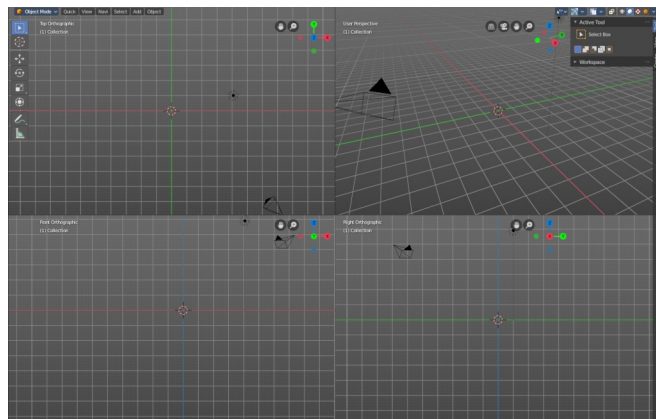 Object Mode Quick View New Select Add Object
Top Orthographic
(1) Collection
User Perspective
(1) Collection
Active Tool
Select Box
Workspace
Front Orthographic
(1) Collection
Right Orthographic
(1) Collection